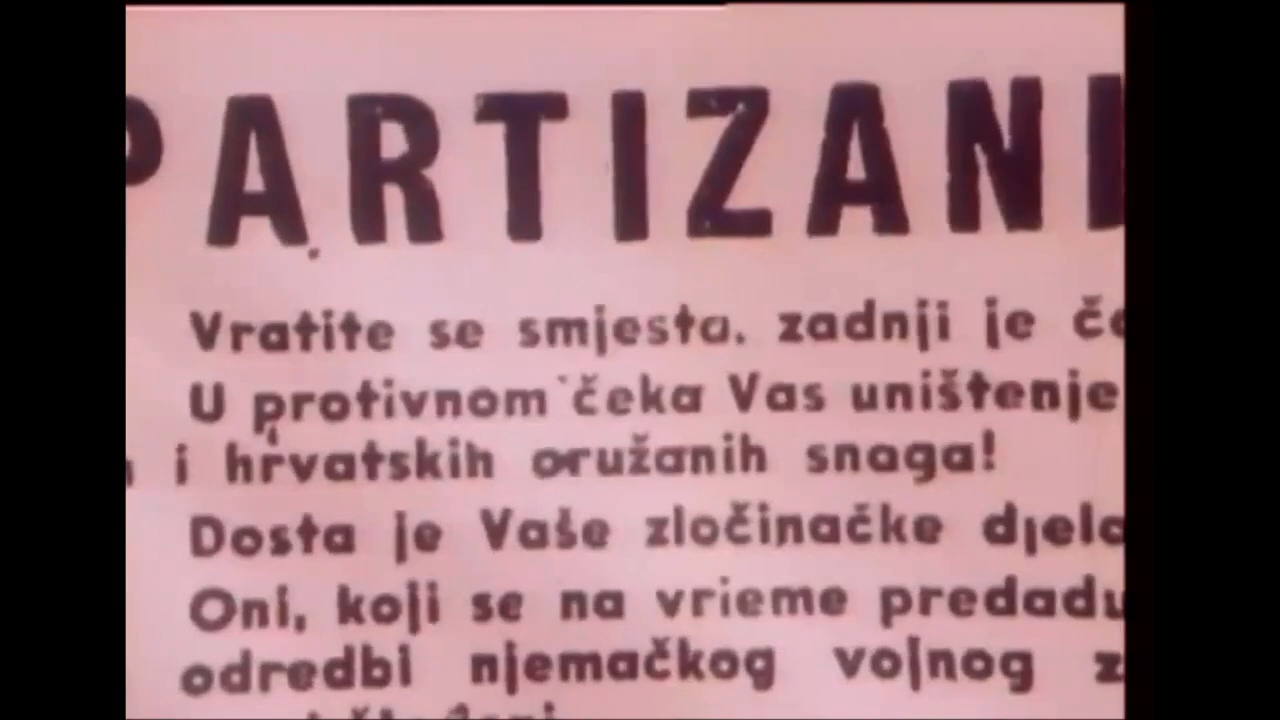 PARTIZANI
Vratite se smjesta. zadnji je
U protivnom čeka Vas uništenje
i hrvatskih oružanih snaga!
Dosta je Vaše zločinačke
Oni, koji se na vrieme predadu
odredbi njemačkog vojnog